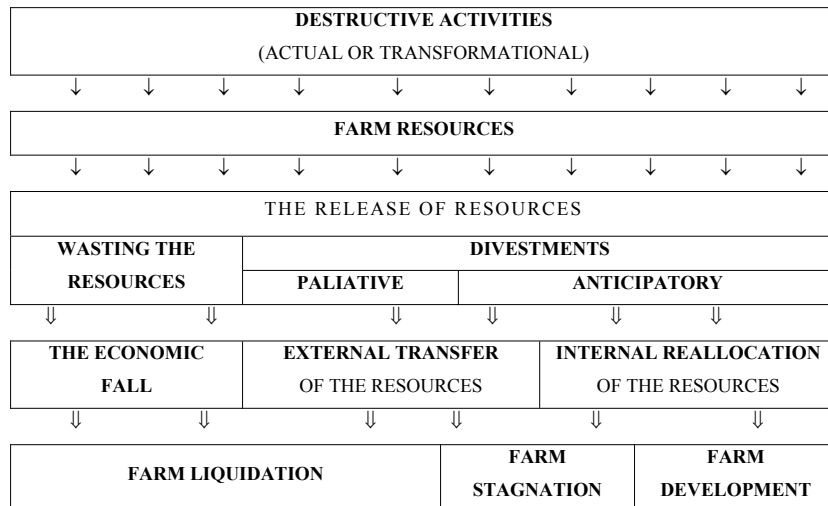 DESTRUCTIVE ACTIVITIES
(ACTUAL OR TRANSFORMATIONAL)
↓ ↓ ↓ ↓ ↓ ↓ ↓ ↓ ↓ ↓
FARM RESOURCES
↓ ↓ ↓ ↓ ↓ ↓ ↓ ↓ ↓ ↓
THE RELEASE OF RESOURCES
WASTING THE
RESOURCES
DIVESTMENTS
PALIATIVE
ANTICIPATORY
⇓ ⇓ ⇓ ⇓ ⇓ ⇓
THE ECONOMIC
FALL
EXTERNAL TRANSFER
OF THE RESOURCES
INTERNAL REALLOCATION
OF THE RESOURCES
⇓ ⇓ ⇓ ⇓ ⇓ ⇓
FARM LIQUIDATION
FARM
STAGNATION
FARM
DEVELOPMENT